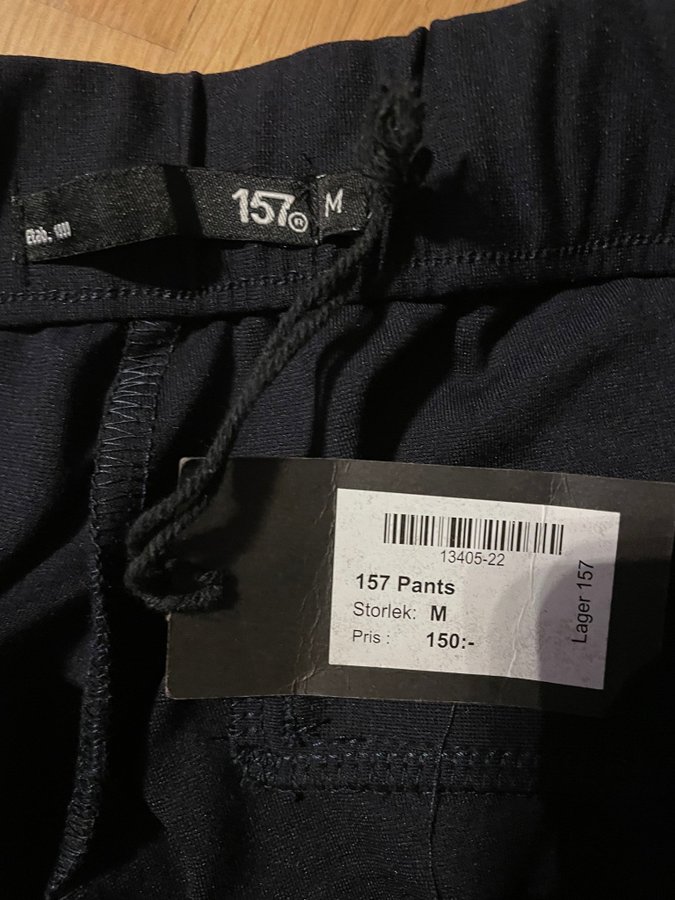 157
M
13405-22
157 Pants
Storlek: M
Pris : 150:-
Lager 157